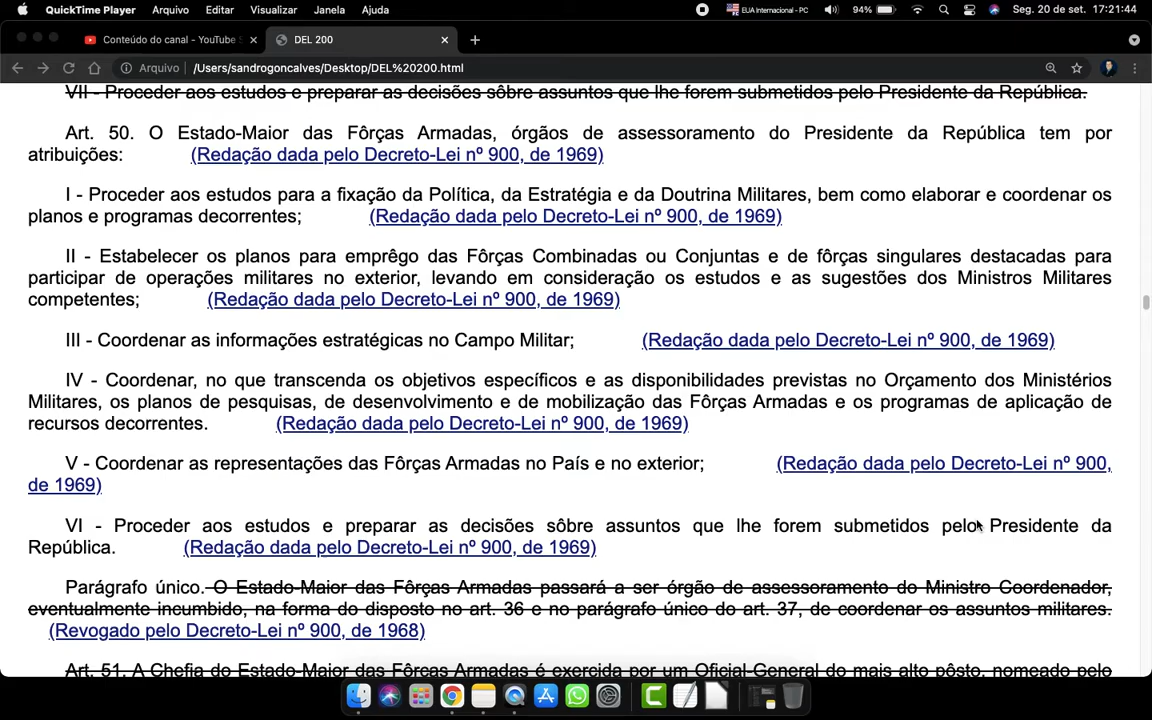 QuickTime Player Arquivo Editar Visualizar Janela Ajuda EUA Internacional - PC 94% Seg. 20 de set. 17:21:44
Conteúdo do canal - YouTube DEL 200
Arquivo /Users/sandrogoncalves/Desktop/DEL%20200.html
VII - Proceder aos estudos e preparar as decisões sôbre assuntos que lhe forem submetidos pelo Presidente da República.
Art. 50. O Estado-Maior das Fôrças Armadas, órgãos de assessoramento do Presidente da República tem por
atribuições: (Redação dada pelo Decreto-Lei nº 900, de 1969)
I - Proceder aos estudos para a fixação da Política, da Estratégia e da Doutrina Militares, bem como elaborar e coordenar os
planos e programas decorrentes; (Redação dada pelo Decreto-Lei nº 900, de 1969)
II - Estabelecer os planos para emprêgo das Fôrças Combinadas ou Conjuntas e de fôrças singulares destacadas para
participar de operações militares no exterior, levando em consideração os estudos e as sugestões dos Ministros Militares
competentes; (Redação dada pelo Decreto-Lei nº 900, de 1969)
III - Coordenar as informações estratégicas no Campo Militar; (Redação dada pelo Decreto-Lei nº 900, de 1969)
IV - Coordenar, no que transcenda os objetivos específicos e as disponibilidades previstas no Orçamento dos Ministérios
Militares, os planos de pesquisas, de desenvolvimento e de mobilização das Fôrças Armadas e os programas de aplicação de
recursos decorrentes. (Redação dada pelo Decreto-Lei nº 900, de 1969)
V - Coordenar as representações das Fôrças Armadas no País e no exterior; (Redação dada pelo Decreto-Lei nº 900,
de 1969)
VI - Proceder aos estudos e preparar as decisões sôbre assuntos que lhe forem submetidos pelo Presidente da
República. (Redação dada pelo Decreto-Lei nº 900, de 1969)
Parágrafo único. O Estado-Maior das Fôrças Armadas passará a ser órgão de assessoramento do Ministro Coordenador,
eventualmente incumbido, na forma do disposto no art. 36 e no parágrafo único do art. 37, de coordenar os assuntos militares.
(Revogado pelo Decreto-Lei nº 900, de 1968)
Art. 51. A Chefia do Estado-Maior das Fôrças Armadas é exercida por um Oficial-General do mais alto pôsto, nomeado pelo